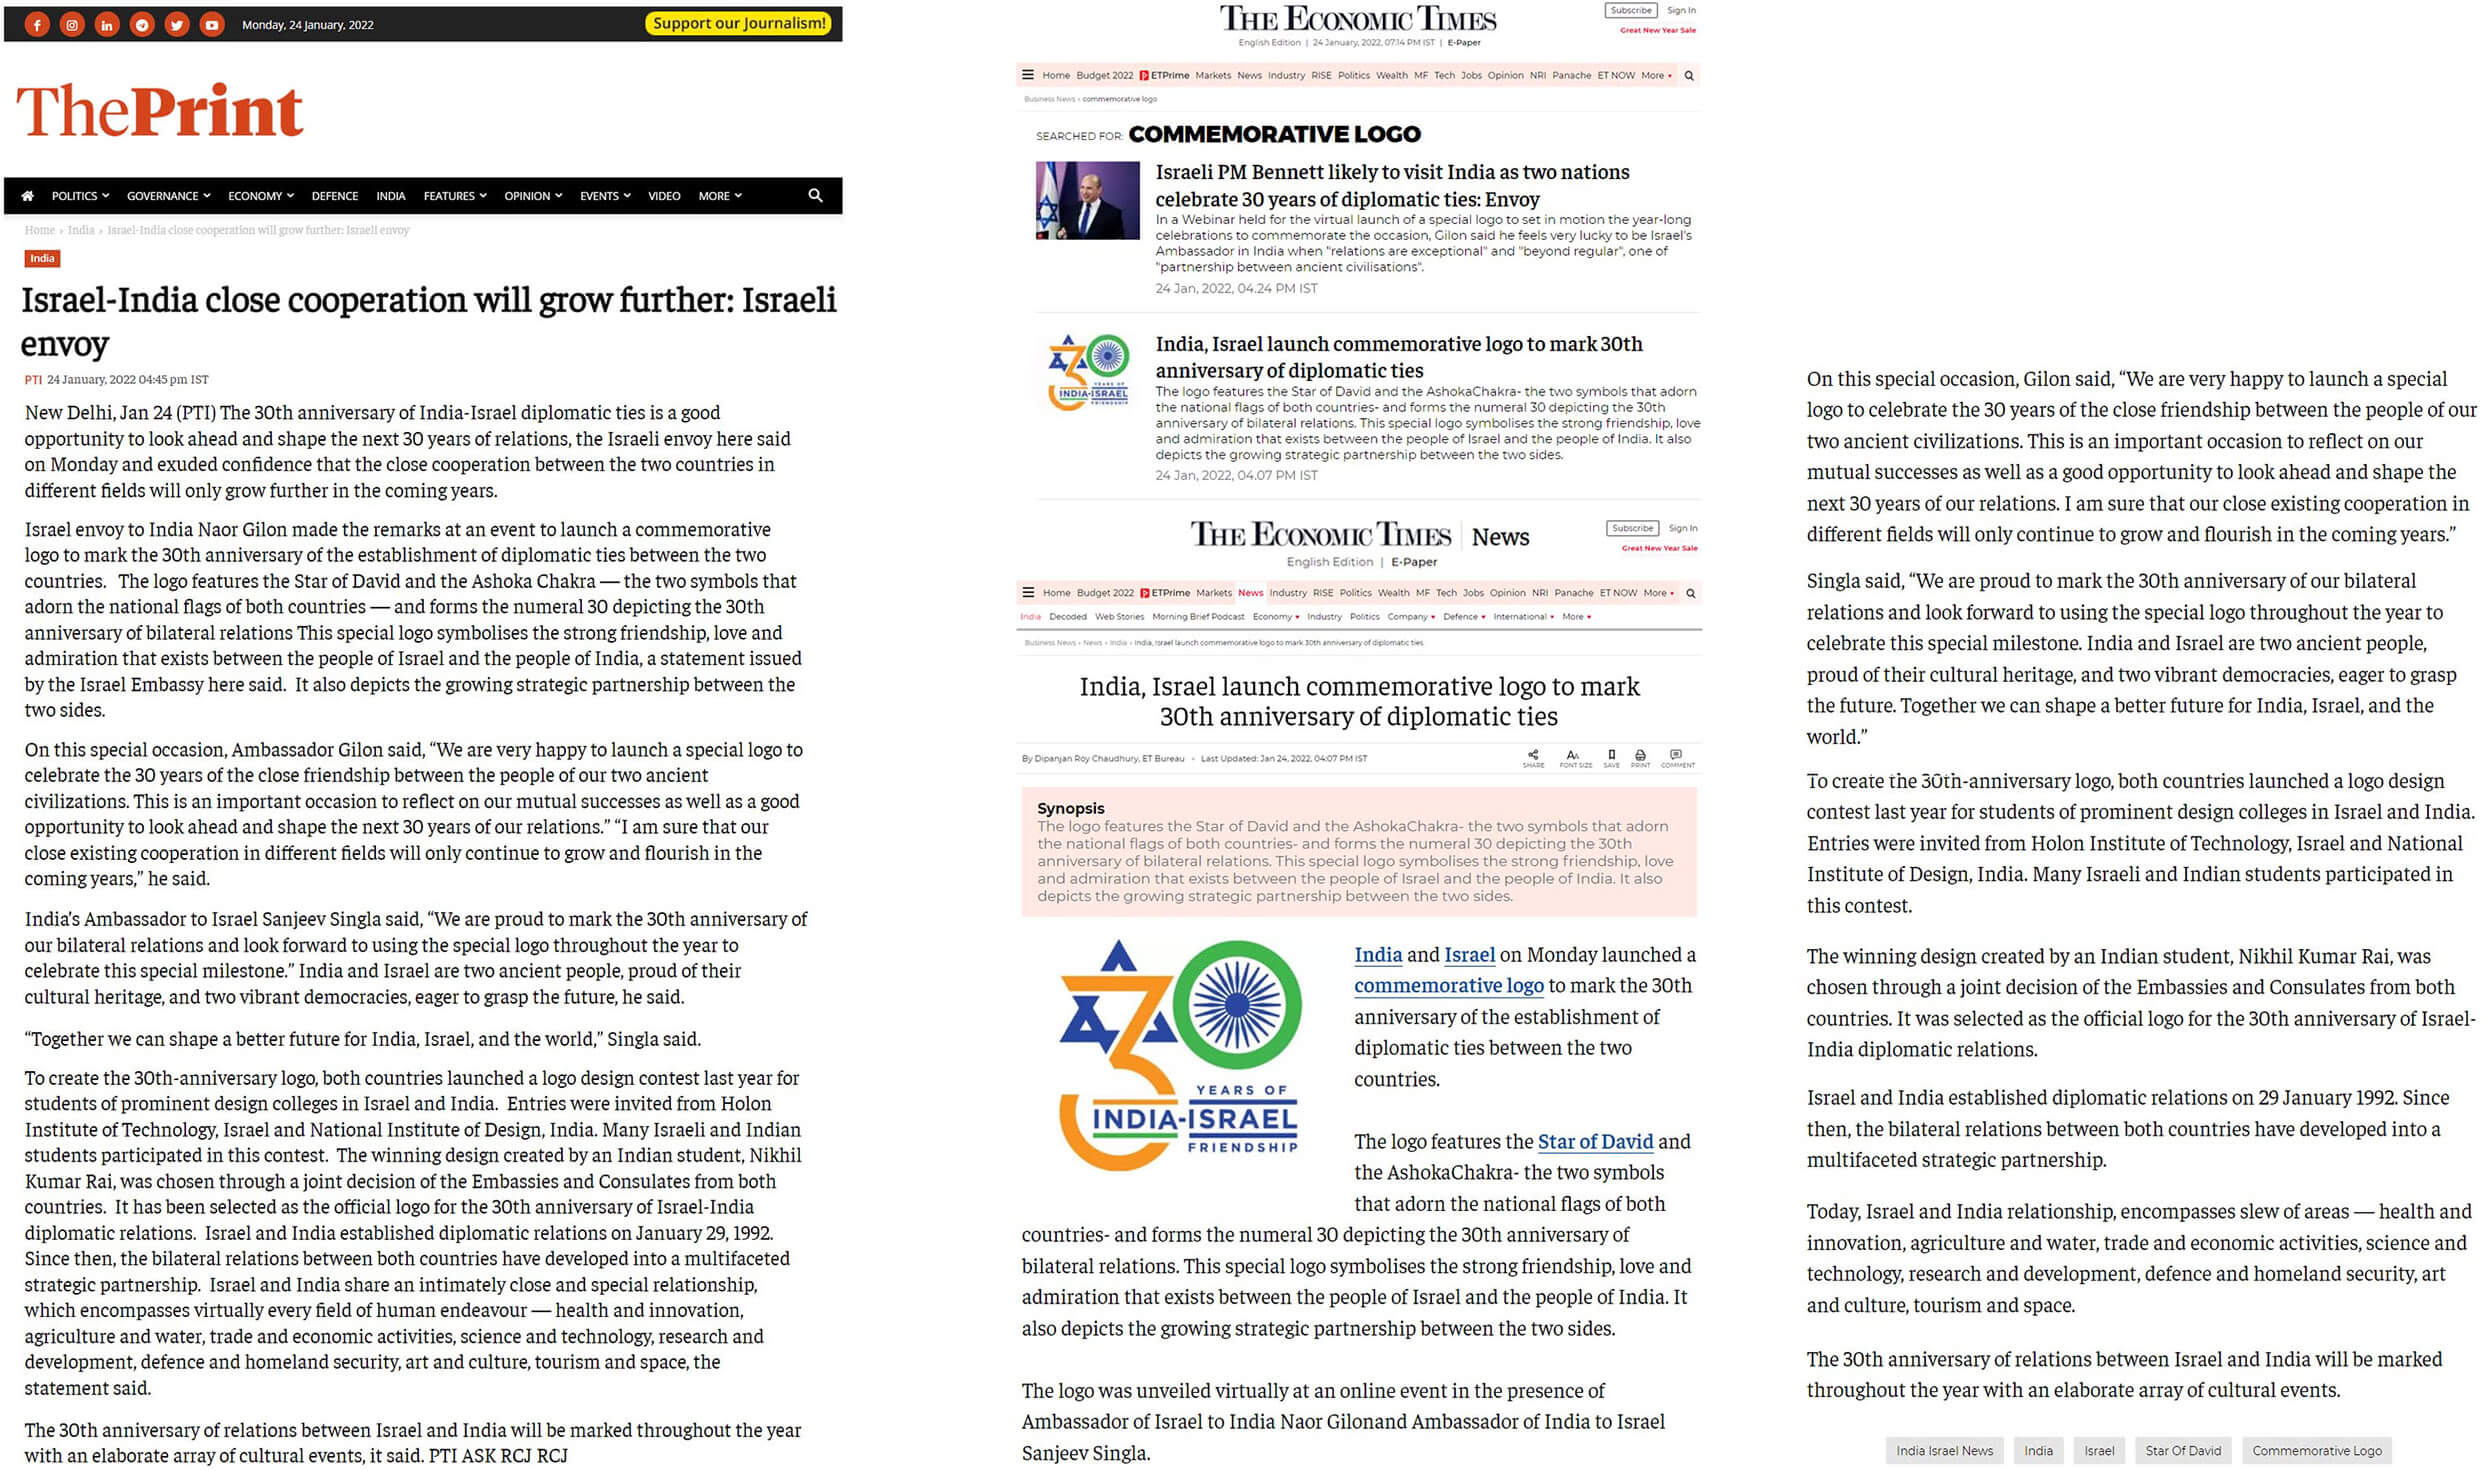 Monday, 24 January, 2022
Support our Journalism!
ThePrint
POLITICS GOVERNANCE ECONOMY DEFENCE INDIA FEATURES OPINION EVENTS VIDEO MORE
Home › India › Israel-India close cooperation will grow further: Israeli envoy
India
Israel-India close cooperation will grow further: Israeli
envoy
PTI 24 January, 2022 04:45 pm IST
New Delhi, Jan 24 (PTI) The 30th anniversary of India-Israel diplomatic ties is a good
opportunity to look ahead and shape the next 30 years of relations, the Israeli envoy here said
on Monday and exuded confidence that the close cooperation between the two countries in
different fields will only grow further in the coming years.
Israel envoy to India Naor Gilon made the remarks at an event to launch a commemorative
logo to mark the 30th anniversary of the establishment of diplomatic ties between the two
countries. The logo features the Star of David and the Ashoka Chakra — the two symbols that
adorn the national flags of both countries — and forms the numeral 30 depicting the 30th
anniversary of bilateral relations This special logo symbolises the strong friendship, love and
admiration that exists between the people of Israel and the people of India, a statement issued
by the Israel Embassy here said. It also depicts the growing strategic partnership between the
two sides.
On this special occasion, Ambassador Gilon said, “We are very happy to launch a special logo to
celebrate the 30 years of the close friendship between the people of our two ancient
civilizations. This is an important occasion to reflect on our mutual successes as well as a good
opportunity to look ahead and shape the next 30 years of our relations.” “I am sure that our
close existing cooperation in different fields will only continue to grow and flourish in the
coming years,” he said.
India’s Ambassador to Israel Sanjeev Singla said, “We are proud to mark the 30th anniversary of
our bilateral relations and look forward to using the special logo throughout the year to
celebrate this special milestone.” India and Israel are two ancient people, proud of their
cultural heritage, and two vibrant democracies, eager to grasp the future, he said.
“Together we can shape a better future for India, Israel, and the world,” Singla said.
To create the 30th-anniversary logo, both countries launched a logo design contest last year for
students of prominent design colleges in Israel and India. Entries were invited from Holon
Institute of Technology, Israel and National Institute of Design, India. Many Israeli and Indian
students participated in this contest. The winning design created by an Indian student, Nikhil
Kumar Rai, was chosen through a joint decision of the Embassies and Consulates from both
countries. It has been selected as the official logo for the 30th anniversary of Israel-India
diplomatic relations. Israel and India established diplomatic relations on January 29, 1992.
Since then, the bilateral relations between both countries have developed into a multifaceted
strategic partnership. Israel and India share an intimately close and special relationship,
which encompasses virtually every field of human endeavour — health and innovation,
agriculture and water, trade and economic activities, science and technology, research and
development, defence and homeland security, art and culture, tourism and space, the
statement said.
The 30th anniversary of relations between Israel and India will be marked throughout the year
with an elaborate array of cultural events, it said. PTI ASK RCJ RCJ
THE ECONOMIC TIMES
Subscribe Sign In
Great New Year Sale
English Edition | 24 January, 2022, 07:14 PM IST | E-Paper
Home Budget 2022 ETPrime Markets News Industry RISE Politics Wealth MF Tech Jobs Opinion NRI Panache ET NOW More
Business News › commemorative logo
SEARCHED FOR: COMMEMORATIVE LOGO
Israeli PM Bennett likely to visit India as two nations
celebrate 30 years of diplomatic ties: Envoy
In a Webinar held for the virtual launch of a special logo to set in motion the year-long
celebrations to commemorate the occasion, Gilon said he feels very lucky to be Israel's
Ambassador in India when "relations are exceptional" and "beyond regular", one of
"partnership between ancient civilisations".
24 Jan, 2022, 04.24 PM IST
30 YEARS OF
INDIA-ISRAEL
FRIENDSHIP
India, Israel launch commemorative logo to mark 30th
anniversary of diplomatic ties
The logo features the Star of David and the AshokaChakra- the two symbols that adorn
the national flags of both countries- and forms the numeral 30 depicting the 30th
anniversary of bilateral relations. This special logo symbolises the strong friendship, love
and admiration that exists between the people of Israel and the people of India. It also
depicts the growing strategic partnership between the two sides.
24 Jan, 2022, 04.07 PM IST
THE ECONOMIC TIMES | News
Subscribe Sign In
Great New Year Sale
English Edition | E-Paper
Home Budget 2022 ETPrime Markets News Industry RISE Politics Wealth MF Tech Jobs Opinion NRI Panache ET NOW More
India Decoded Web Stories Morning Brief Podcast Economy Industry Politics Company Defence International More
Business News › News › India › India, Israel launch commemorative logo to mark 30th anniversary of diplomatic ties
India, Israel launch commemorative logo to mark
30th anniversary of diplomatic ties
By Dipanjan Roy Chaudhury, ET Bureau • Last Updated: Jan 24, 2022, 04:07 PM IST
SHARE FONT SIZE SAVE PRINT COMMENT
Synopsis
The logo features the Star of David and the AshokaChakra- the two symbols that adorn
the national flags of both countries- and forms the numeral 30 depicting the 30th
anniversary of bilateral relations. This special logo symbolises the strong friendship, love
and admiration that exists between the people of Israel and the people of India. It also
depicts the growing strategic partnership between the two sides.
30
YEARS OF
INDIA-ISRAEL
FRIENDSHIP
India and Israel on Monday launched a
commemorative logo to mark the 30th
anniversary of the establishment of
diplomatic ties between the two
countries.
The logo features the Star of David and
the AshokaChakra- the two symbols
that adorn the national flags of both
countries- and forms the numeral 30 depicting the 30th anniversary of
bilateral relations. This special logo symbolises the strong friendship, love and
admiration that exists between the people of Israel and the people of India. It
also depicts the growing strategic partnership between the two sides.
The logo was unveiled virtually at an online event in the presence of
Ambassador of Israel to India Naor Gilonand Ambassador of India to Israel
Sanjeev Singla.
On this special occasion, Gilon said, “We are very happy to launch a special
logo to celebrate the 30 years of the close friendship between the people of our
two ancient civilizations. This is an important occasion to reflect on our
mutual successes as well as a good opportunity to look ahead and shape the
next 30 years of our relations. I am sure that our close existing cooperation in
different fields will only continue to grow and flourish in the coming years.”
Singla said, “We are proud to mark the 30th anniversary of our bilateral
relations and look forward to using the special logo throughout the year to
celebrate this special milestone. India and Israel are two ancient people,
proud of their cultural heritage, and two vibrant democracies, eager to grasp
the future. Together we can shape a better future for India, Israel, and the
world.”
To create the 30th-anniversary logo, both countries launched a logo design
contest last year for students of prominent design colleges in Israel and India.
Entries were invited from Holon Institute of Technology, Israel and National
Institute of Design, India. Many Israeli and Indian students participated in
this contest.
The winning design created by an Indian student, Nikhil Kumar Rai, was
chosen through a joint decision of the Embassies and Consulates from both
countries. It was selected as the official logo for the 30th anniversary of Israel-
India diplomatic relations.
Israel and India established diplomatic relations on 29 January 1992. Since
then, the bilateral relations between both countries have developed into a
multifaceted strategic partnership.
Today, Israel and India relationship, encompasses slew of areas — health and
innovation, agriculture and water, trade and economic activities, science and
technology, research and development, defence and homeland security, art
and culture, tourism and space.
The 30th anniversary of relations between Israel and India will be marked
throughout the year with an elaborate array of cultural events.
India Israel News India Israel Star Of David Commemorative Logo